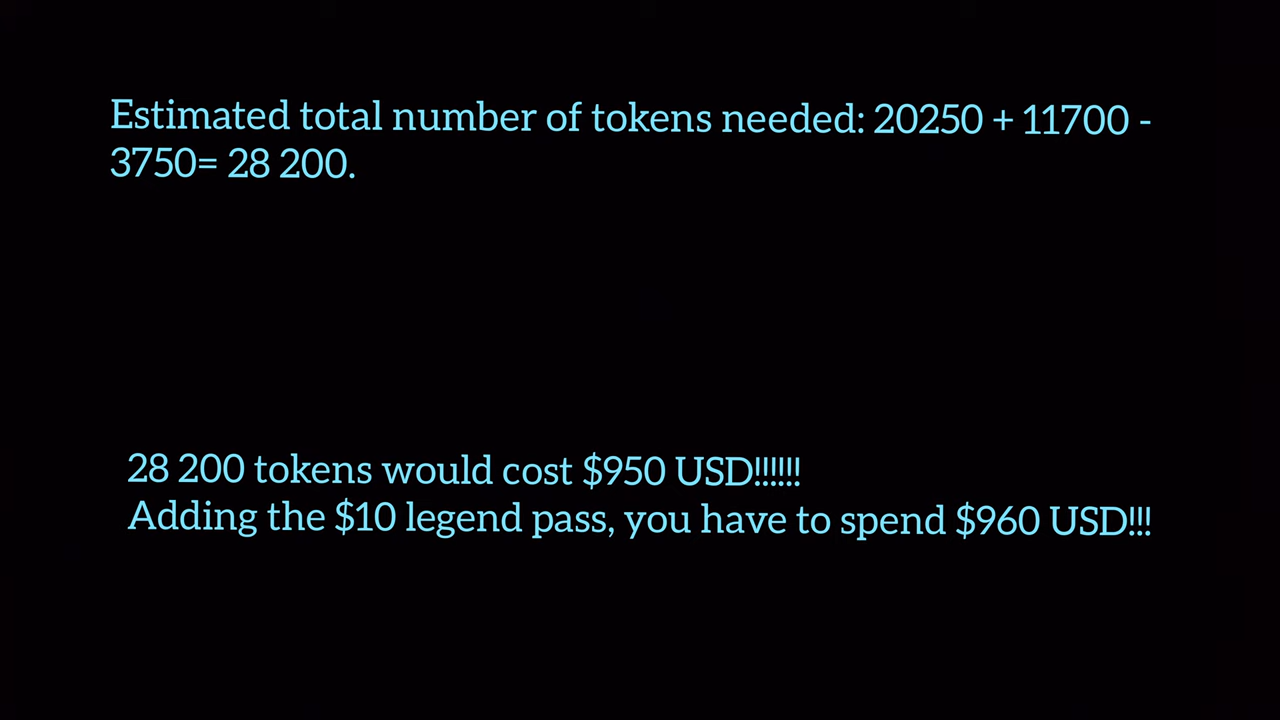 Estimated total number of tokens needed: 20250 + 11700 -
3750= 28 200.
28 200 tokens would cost $950 USD!!!!!!
Adding the $10 legend pass, you have to spend $960 USD!!!